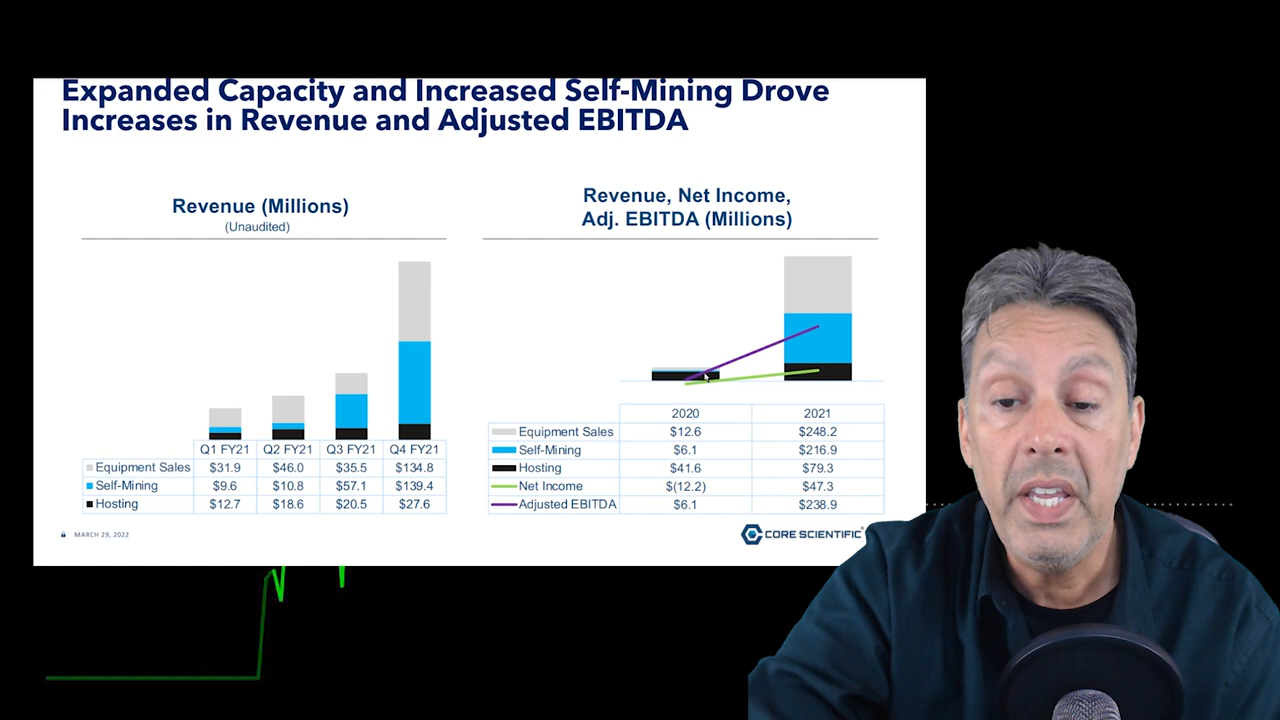 Expanded Capacity and Increased Self-Mining Drove
Increases in Revenue and Adjusted EBITDA
Revenue (Millions)
(Unaudited)
Q1 FY21 Q2 FY21 Q3 FY21 Q4 FY21
Equipment Sales $31.9 $46.0 $35.5 $134.8
Self-Mining $9.6 $10.8 $57.1 $139.4
Hosting $12.7 $18.6 $20.5 $27.6
Revenue, Net Income,
Adj. EBITDA (Millions)
2020 2021
Equipment Sales $12.6 $248.2
Self-Mining $6.1 $216.9
Hosting $41.6 $79.3
Net Income $(12.2) $47.3
Adjusted EBITDA $6.1 $238.9
MARCH 29, 2022
CORE SCIENTIFIC